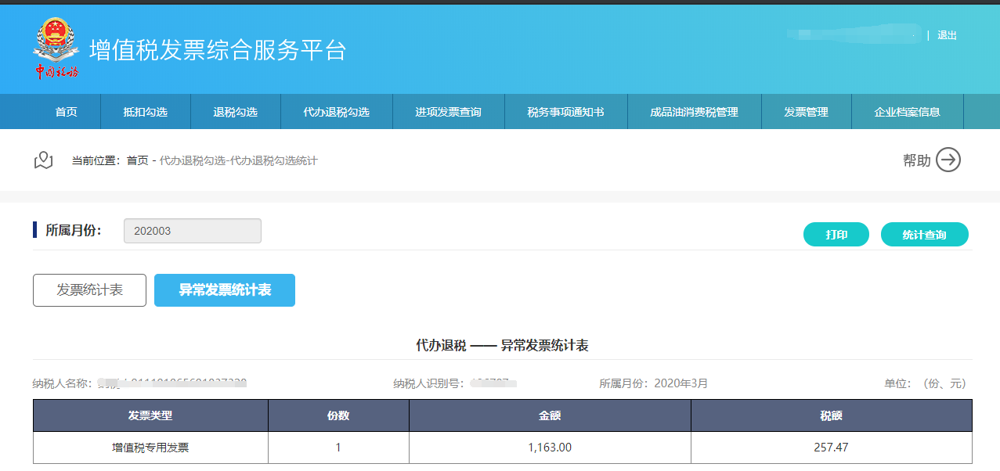 增值税发票综合服务平台
中国税务
| 退出
首页 抵扣勾选 退税勾选 代办退税勾选 进项发票查询 税务事项通知书 成品油消费税管理 发票管理 企业档案信息
当前位置：首页 - 代办退税勾选-代办退税勾选统计 帮助
所属月份： 202003 打印 统计查询
发票统计表 异常发票统计表
代办退税 —— 异常发票统计表
纳税人名称： 纳税人识别号： 所属月份：2020年3月 单位：（份、元）
发票类型 份数 金额 税额
增值税专用发票 1 1,163.00 257.47